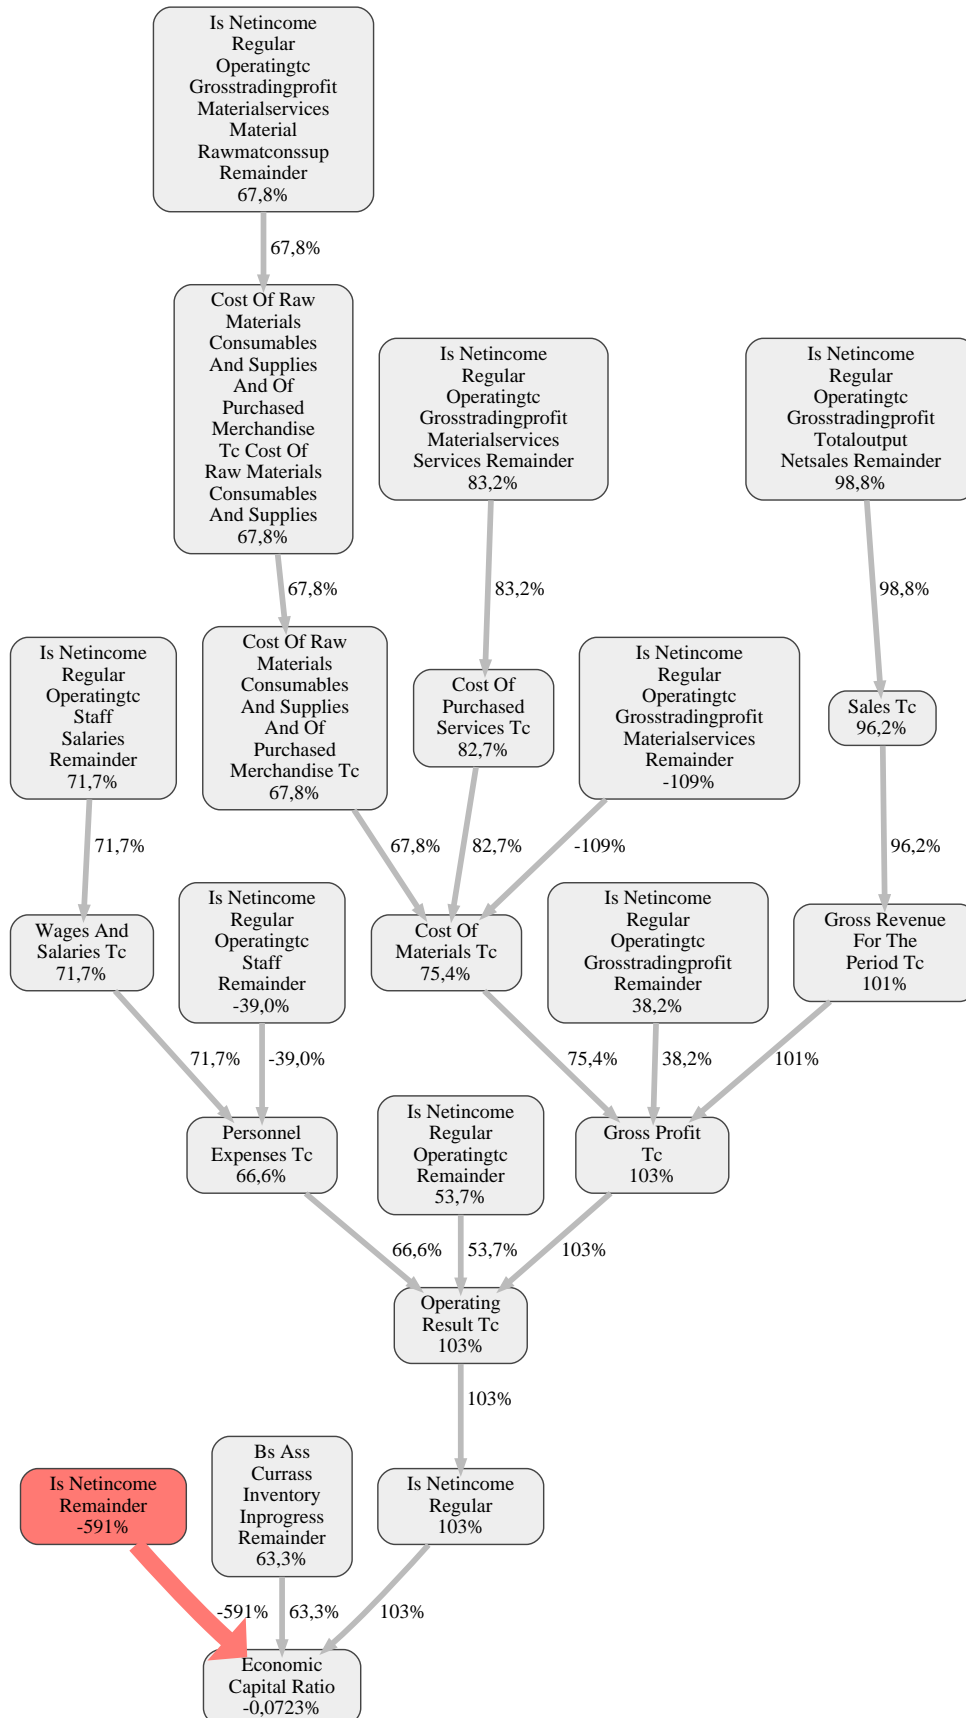 Is Netincome
Regular
Operatingtc
Grosstradingprofit
Materialservices
Material
Rawmatconssup
Remainder
67,8%
67,8%
Cost Of Raw
Materials
Consumables
And Supplies
And Of
Purchased
Merchandise
Tc Cost Of
Raw Materials
Consumables
And Supplies
67,8%
Is Netincome
Regular
Operatingtc
Grosstradingprofit
Materialservices
Services Remainder
83,2%
Is Netincome
Regular
Operatingtc
Grosstradingprofit
Totaloutput
Netsales Remainder
98,8%
67,8%
83,2%
98,8%
Is Netincome
Regular
Operatingtc
Staff
Salaries
Remainder
71,7%
Cost Of Raw
Materials
Consumables
And Supplies
And Of
Purchased
Merchandise Tc
67,8%
Cost Of
Purchased
Services Tc
82,7%
Is Netincome
Regular
Operatingtc
Grosstradingprofit
Materialservices
Remainder
-109%
Sales Tc
96,2%
71,7%
67,8%
82,7%
-109%
96,2%
Wages And
Salaries Tc
71,7%
Is Netincome
Regular
Operatingtc
Staff
Remainder
-39,0%
Cost Of
Materials Tc
75,4%
Is Netincome
Regular
Operatingtc
Grosstradingprofit
Remainder
38,2%
Gross Revenue
For The
Period Tc
101%
71,7%
-39,0%
75,4%
38,2%
101%
Personnel
Expenses Tc
66,6%
Is Netincome
Regular
Operatingtc
Remainder
53,7%
Gross Profit
Tc
103%
66,6%
53,7%
103%
Operating
Result Tc
103%
103%
Is Netincome
Remainder
-591%
Bs Ass
Currass
Inventory
Inprogress
Remainder
63,3%
Is Netincome
Regular
103%
-591%
63,3%
103%
Economic
Capital Ratio
-0,0723%